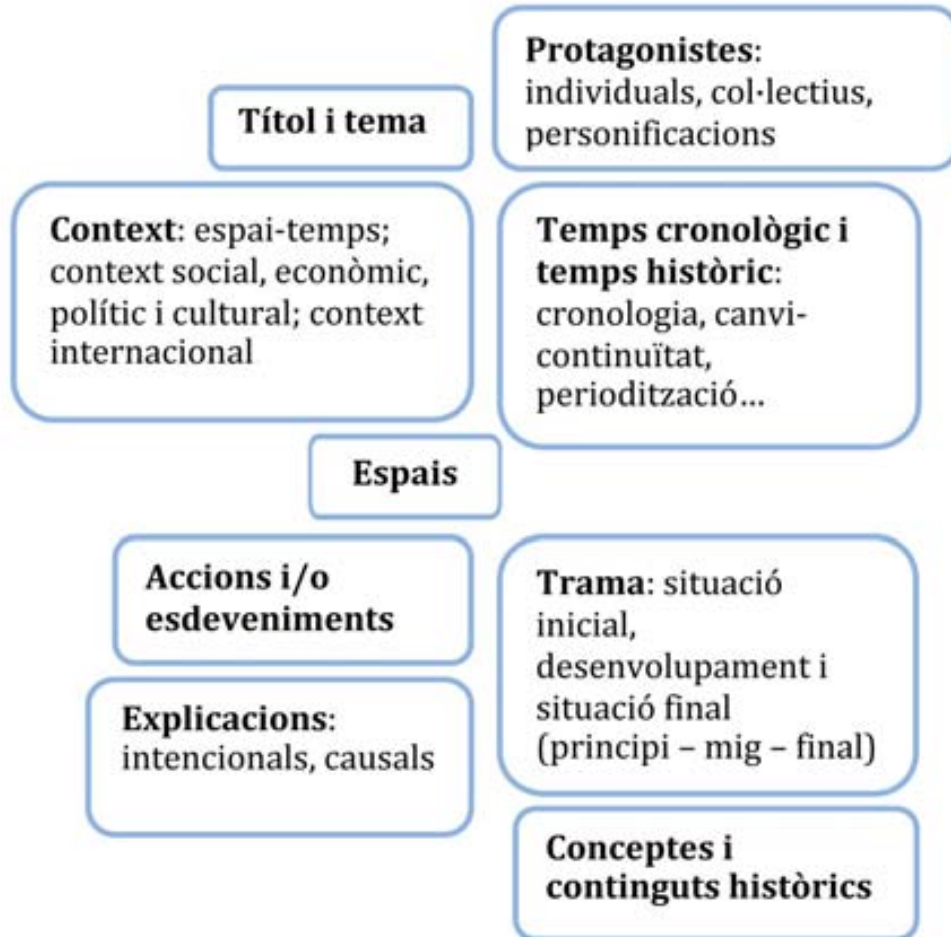 Protagonistes:
individuals, col·lectius,
personificacions
Títol i tema
Context: espai-temps;
context social, econòmic,
polític i cultural; context
internacional
Temps cronològic i
temps històric:
cronologia, canvi-
continuïtat,
perioditzac​ió…
Espais
Accions i/o
esdeveniments
Trama: situació
inicial,
desenvolupament i
situació final
(principi – mig – final)
Explicacions:
intencionals, causals
Conceptes i
continguts històrics